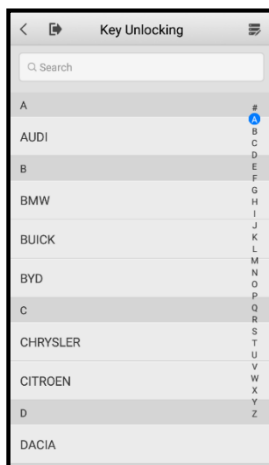 Key Unlocking
Search
A
AUDI
B
BMW
BUICK
BYD
C
CHRYSLER
CITROEN
D
DACIA
#
A
B
C
D
E
F
G
H
I
J
K
L
M
N
O
P
Q
R
S
T
U
V
W
X
Y
Z